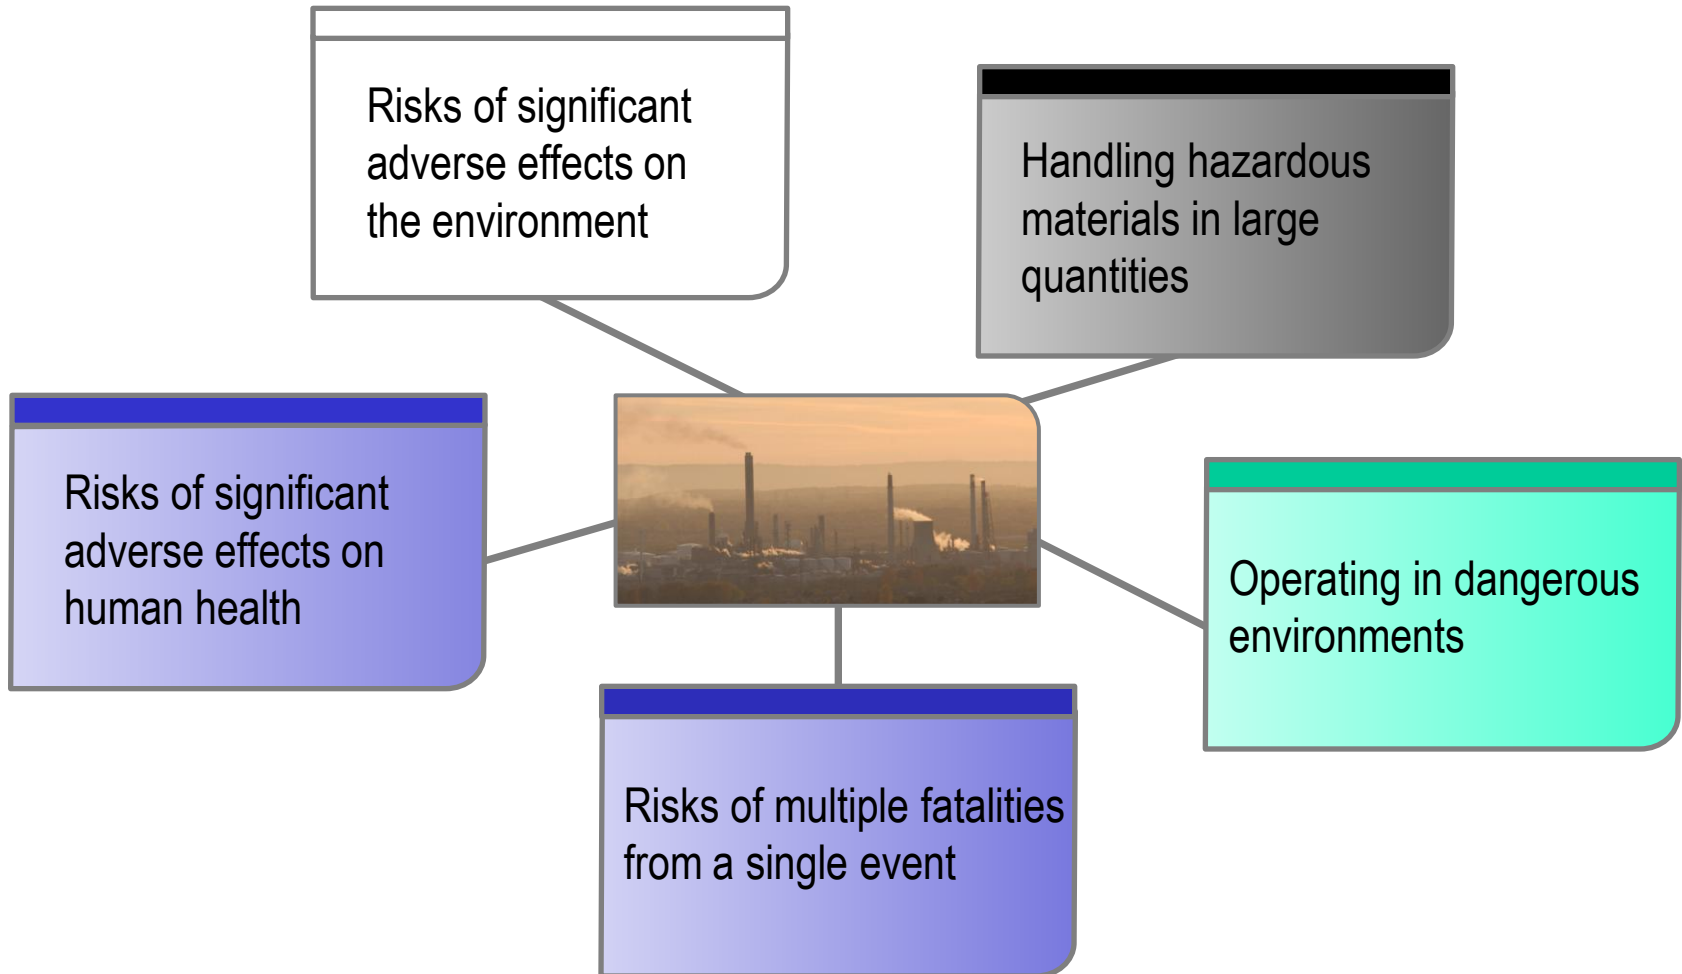 Risks of significant
adverse effects on
the environment
Handling hazardous
materials in large
quantities
Risks of significant
adverse effects on
human health
Operating in dangerous
environments
Risks of multiple fatalities
from a single event